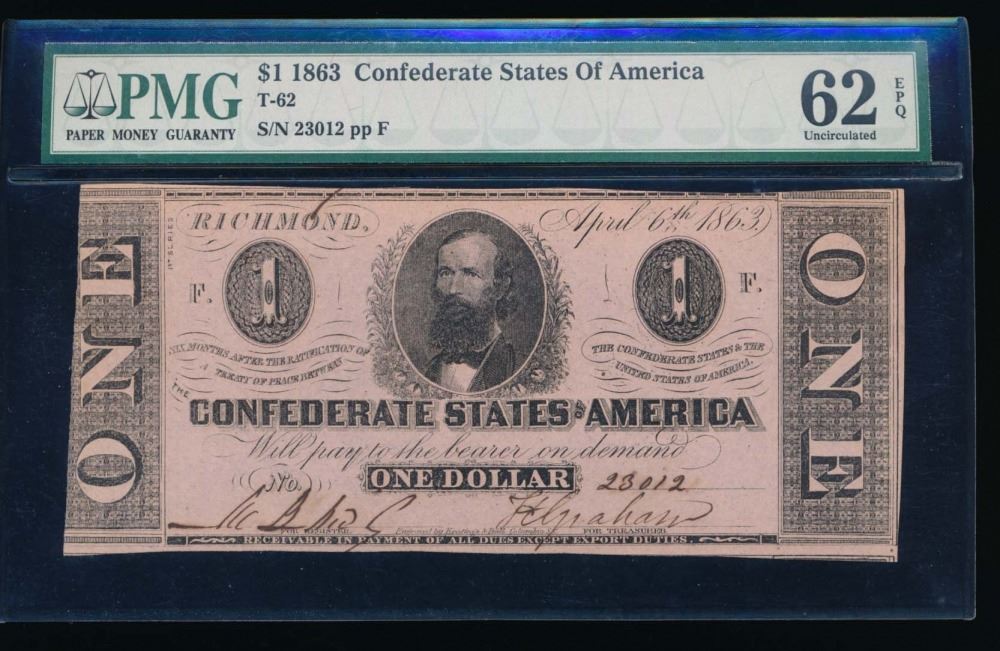 PMG
PAPER MONEY GUARANTY
$1 1863 Confederate States Of America
T-62
S/N 23012 pp F
62
EPQ
Uncirculated
RICHMOND, April 6th 1863.
1ST SERIES
ONE
ONE
F. 1 1 F.
SIX MONTHS AFTER THE RATIFICATION OF
A TREATY OF PEACE BETWEEN
THE CONFEDERATE STATES & THE
UNITED STATES OF AMERICA.
THE
CONFEDERATE STATES OF AMERICA
Will pay to the bearer on demand
No. ONE DOLLAR 23012
FOR REGISTER FOR TREASURER
RECEIVABLE IN PAYMENT OF ALL DUES EXCEPT EXPORT DUTIES.